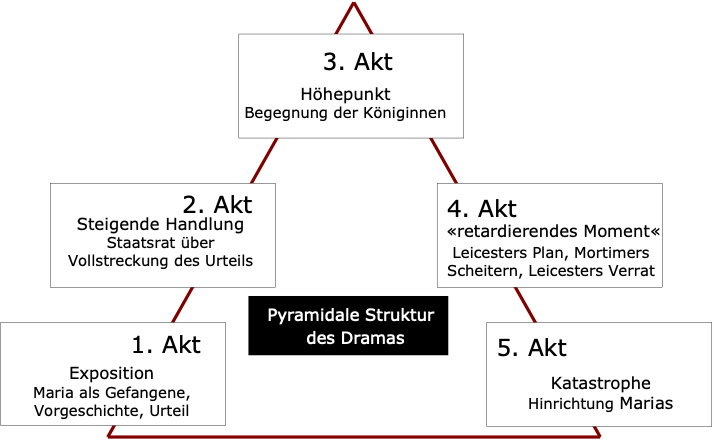 3. Akt
Höhepunkt
Begegnung der Königinnen
2. Akt
Steigende Handlung
Staatsrat über
Vollstreckung des Urteils
4. Akt
«retardierendes Moment«
Leicesters Plan, Mortimers
Scheitern, Leicesters Verrat
Pyramidale Struktur
des Dramas
1. Akt
Exposition
Maria als Gefangene,
Vorgeschichte, Urteil
5. Akt
Katastrophe
Hinrichtung Marias